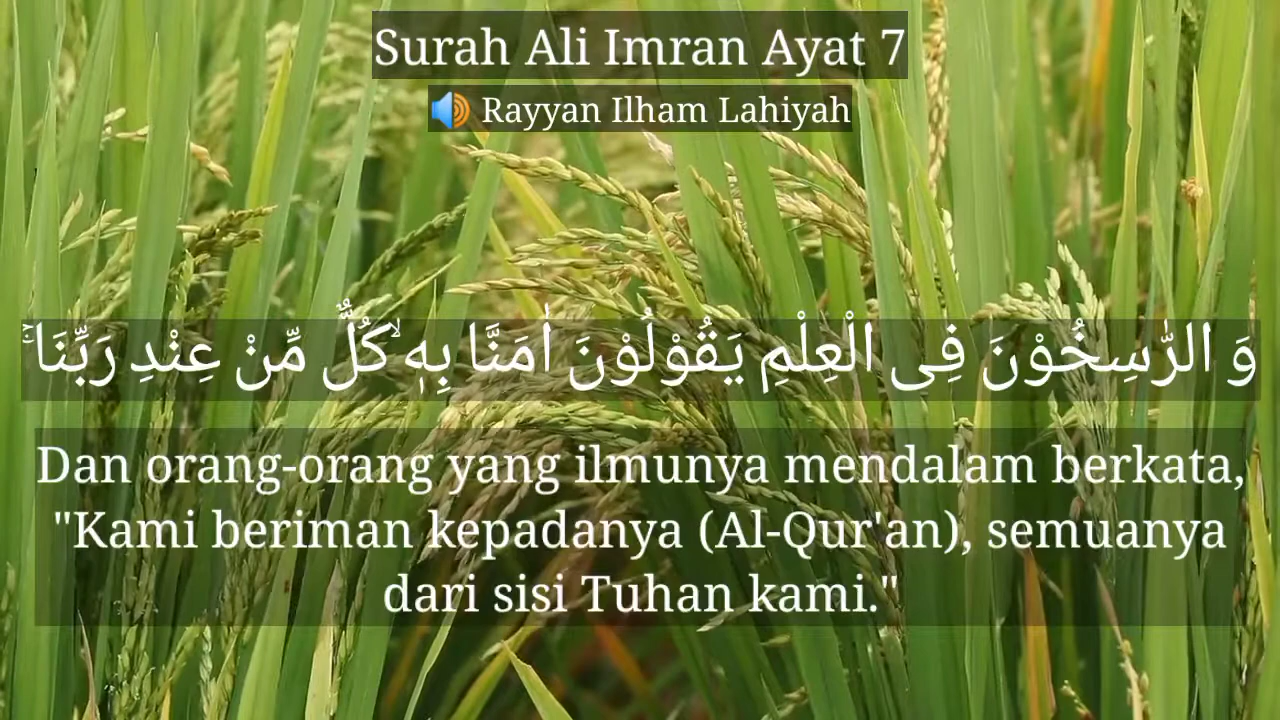 Surah Ali Imran Ayat 7
🔊 Rayyan Ilham Lahiyah
وَ الرّٰسِخُوْنَ فِى الْعِلْمِ يَقُوْلُوْنَ اٰمَنَّا بِهٖ ۙ كُلٌّ مِّنْ عِنْدِ رَبِّنَا ۚ
Dan orang-orang yang ilmunya mendalam berkata,
"Kami beriman kepadanya (Al-Qur'an), semuanya
dari sisi Tuhan kami."